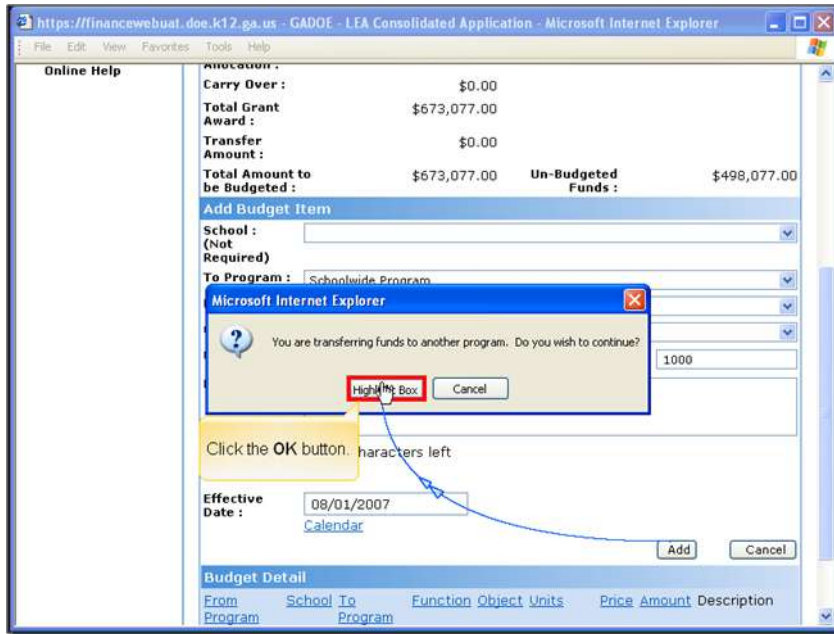 https://financewebuat.doe.k12.ga.us - GADOE - LEA Consolidated Application - Microsoft Internet Explorer
File Edit View Favorites Tools Help
Online Help
Allocation :
Carry Over : $0.00
Total Grant Award : $673,077.00
Transfer Amount : $0.00
Total Amount to be Budgeted : $673,077.00 Un-Budgeted Funds : $498,077.00
Add Budget Item
School : (Not Required)
To Program : Schoolwide Program
Microsoft Internet Explorer
You are transferring funds to another program. Do you wish to continue?
1000
Highlight Box Cancel
Click the OK button.
characters left
Effective Date : 08/01/2007
Calendar
Add Cancel
Budget Detail
From Program School To Program Function Object Units Price Amount Description